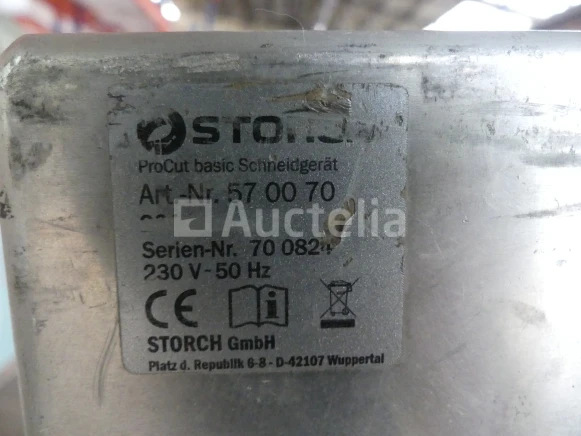 STORCH
ProCut basic Schneidgerät
Art.-Nr. 57 00 70
Auctelia
Serien-Nr. 70 0824
230 V - 50 Hz
CE
STORCH GmbH
Platz d. Republik 6-8 - D-42107 Wuppertal